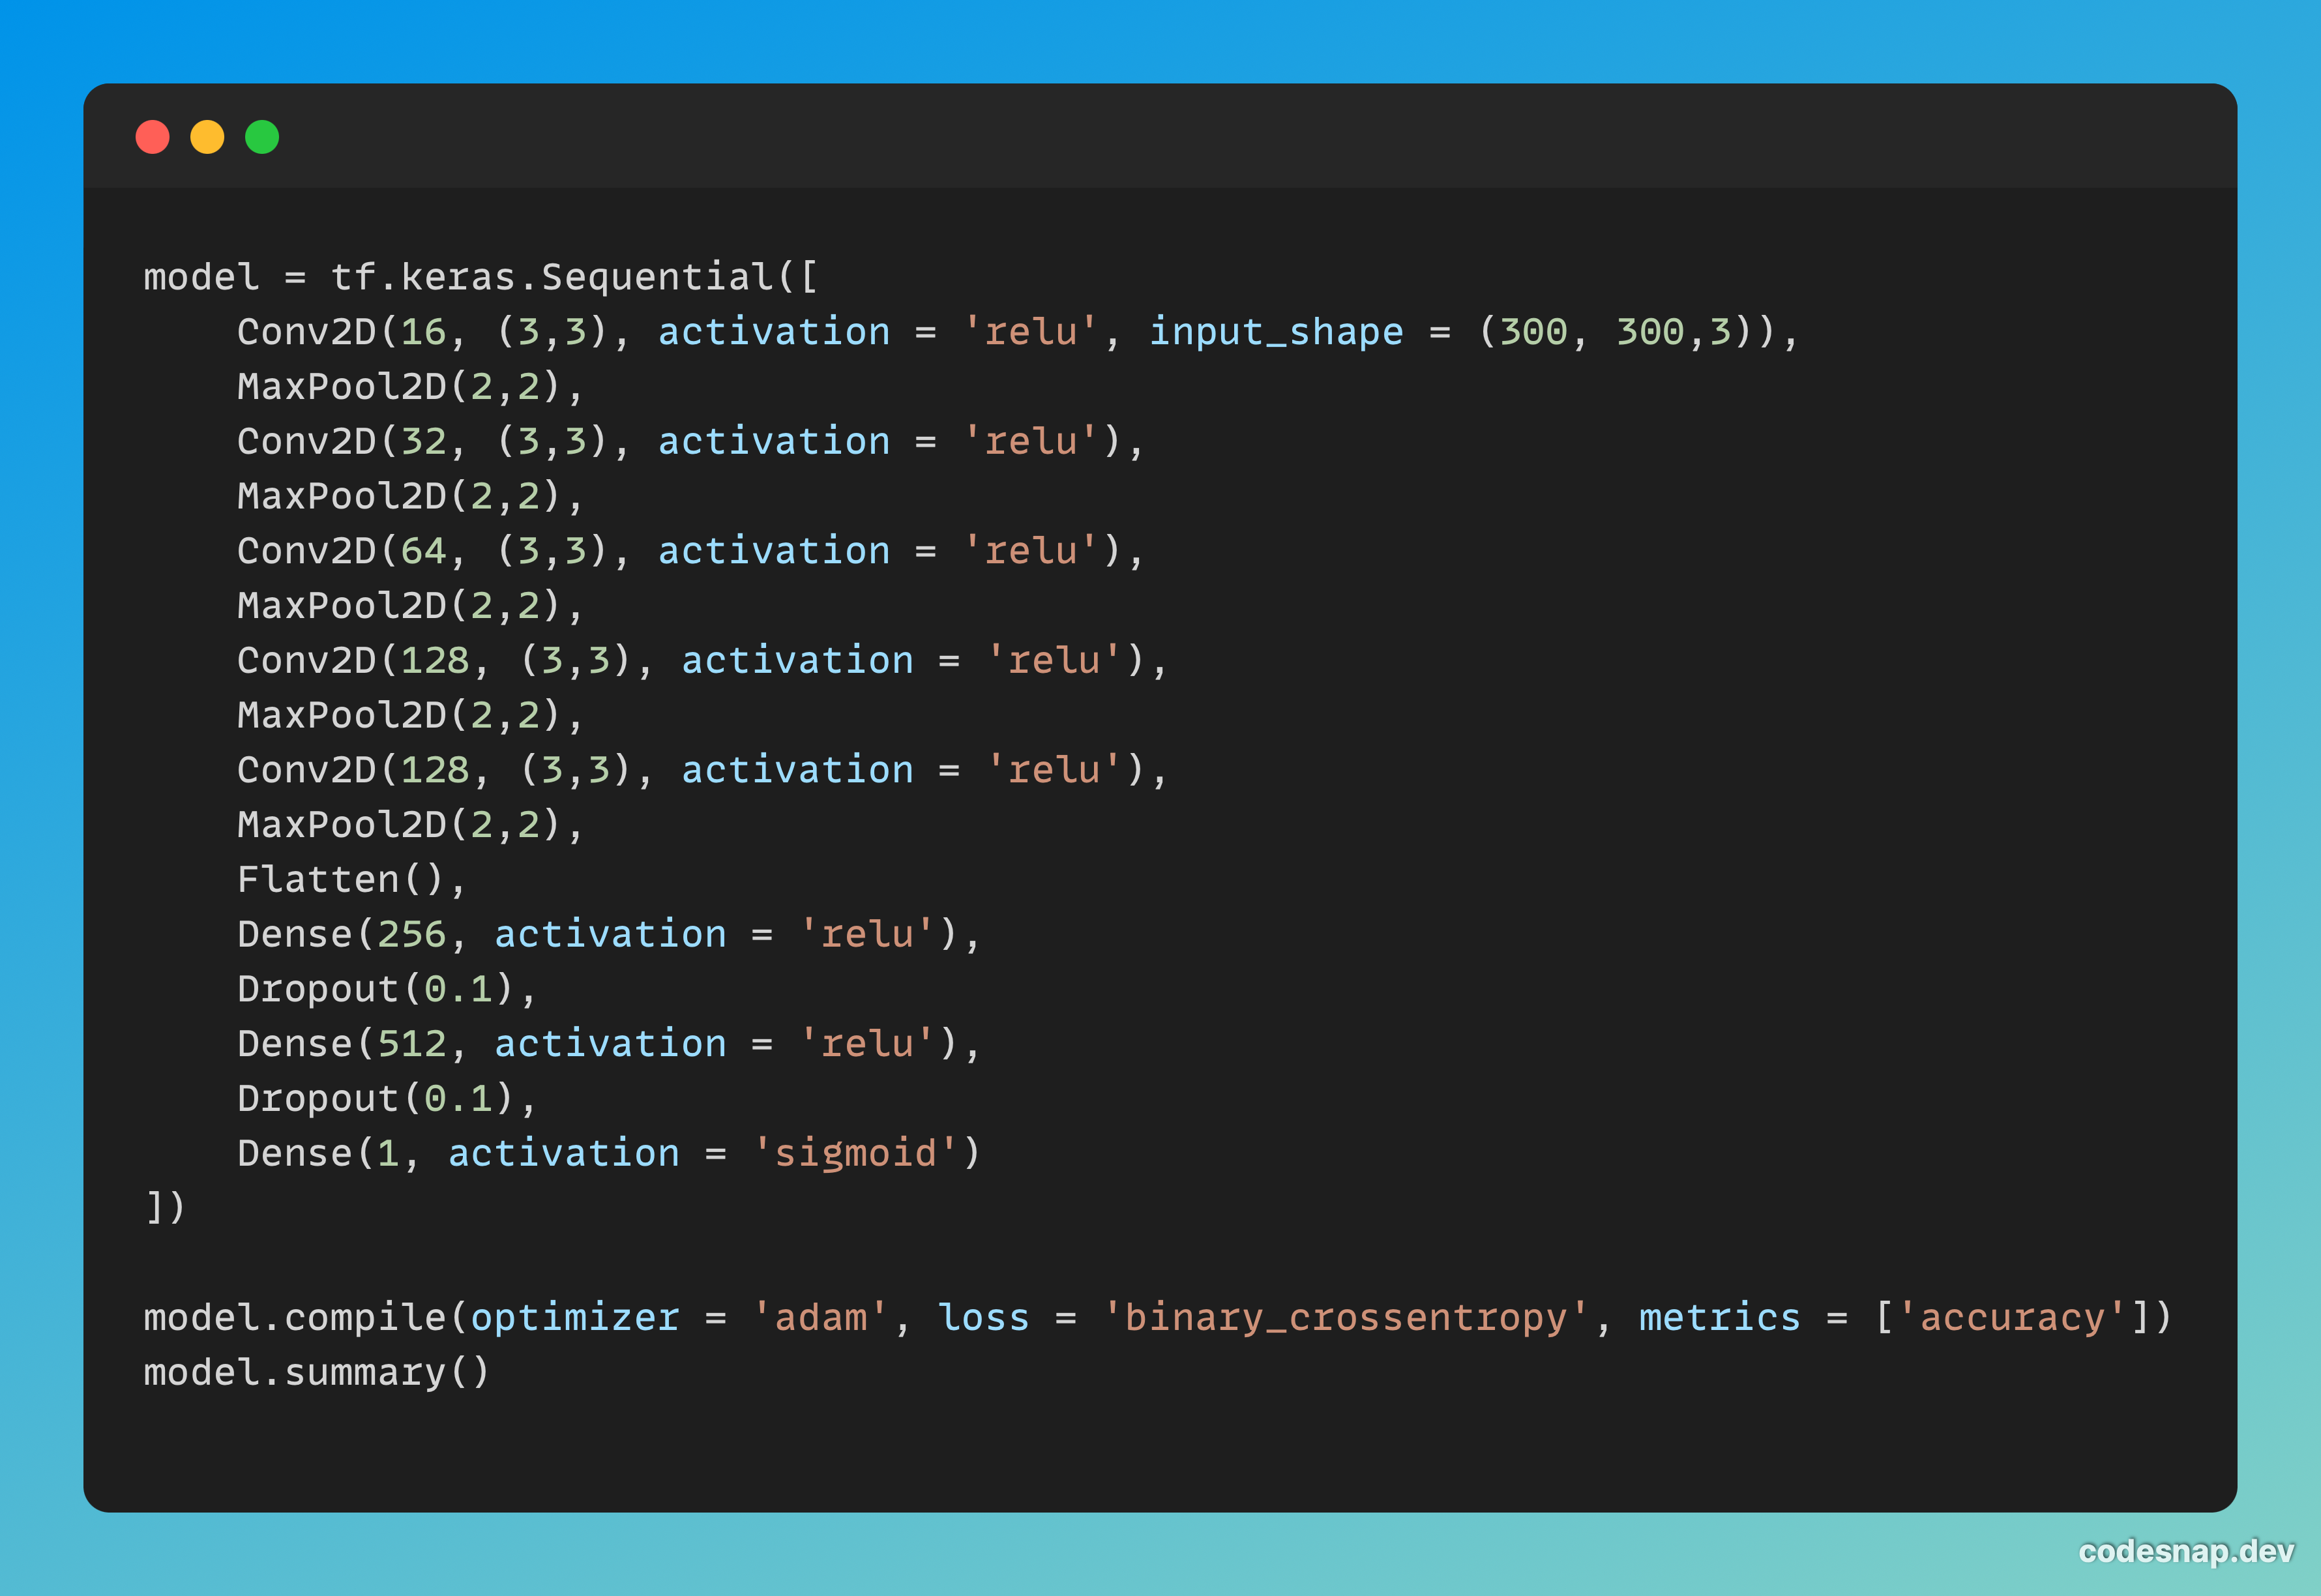 model = tf.keras.Sequential([
    Conv2D(16, (3,3), activation = 'relu', input_shape = (300, 300,3)),
    MaxPool2D(2,2),
    Conv2D(32, (3,3), activation = 'relu'),
    MaxPool2D(2,2),
    Conv2D(64, (3,3), activation = 'relu'),
    MaxPool2D(2,2),
    Conv2D(128, (3,3), activation = 'relu'),
    MaxPool2D(2,2),
    Conv2D(128, (3,3), activation = 'relu'),
    MaxPool2D(2,2),
    Flatten(),
    Dense(256, activation = 'relu'),
    Dropout(0.1),
    Dense(512, activation = 'relu'),
    Dropout(0.1),
    Dense(1, activation = 'sigmoid')
])

model.compile(optimizer = 'adam', loss = 'binary_crossentropy', metrics = ['accuracy'])
model.summary()
codesnap.dev